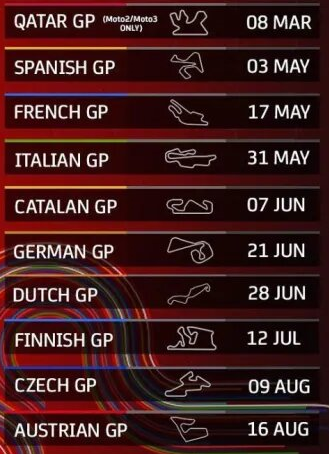 QATAR GP (Moto2/Moto3 ONLY) 08 MAR
SPANISH GP 03 MAY
FRENCH GP 17 MAY
ITALIAN GP 31 MAY
CATALAN GP 07 JUN
GERMAN GP 21 JUN
DUTCH GP 28 JUN
FINNISH GP 12 JUL
CZECH GP 09 AUG
AUSTRIAN GP 16 AUG